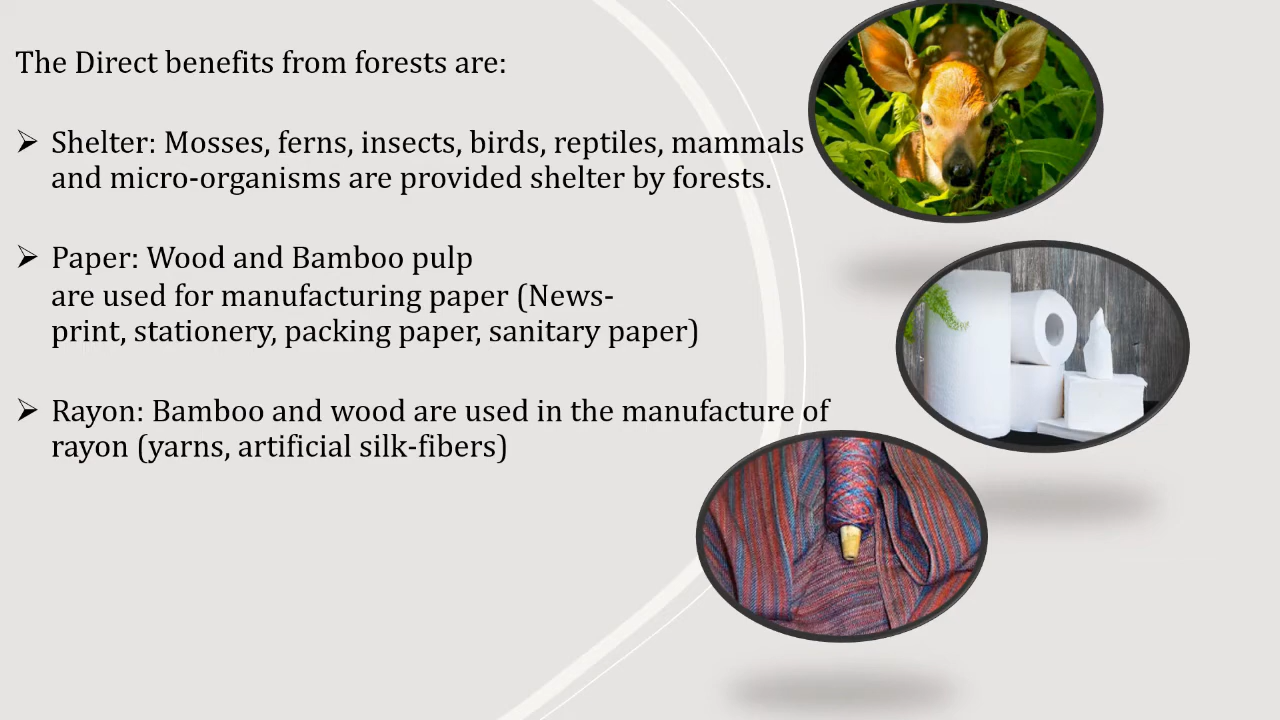 The Direct benefits from forests are:
➢ Shelter: Mosses, ferns, insects, birds, reptiles, mammals
and micro-organisms are provided shelter by forests.
➢ Paper: Wood and Bamboo pulp
are used for manufacturing paper (News-
print, stationery, packing paper, sanitary paper)
➢ Rayon: Bamboo and wood are used in the manufacture of
rayon (yarns, artificial silk-fibers)